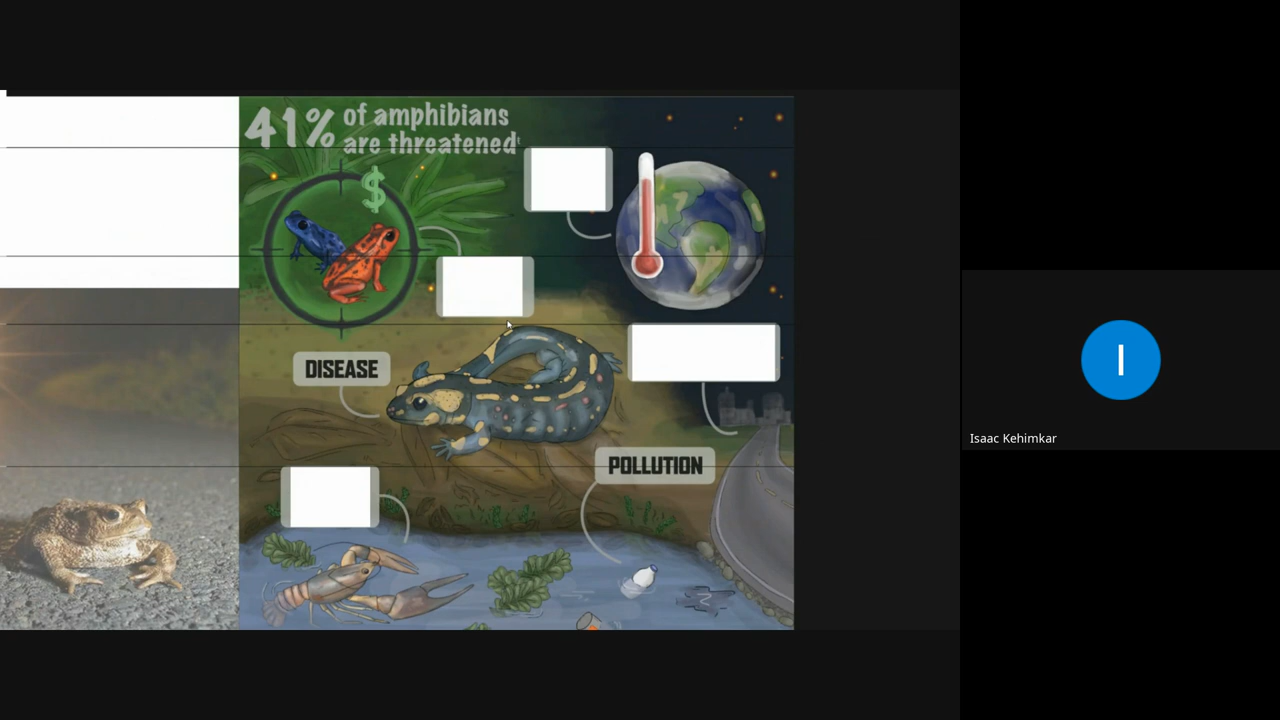 41% of amphibians
are threatened
$
DISEASE
POLLUTION
I
Isaac Kehimkar